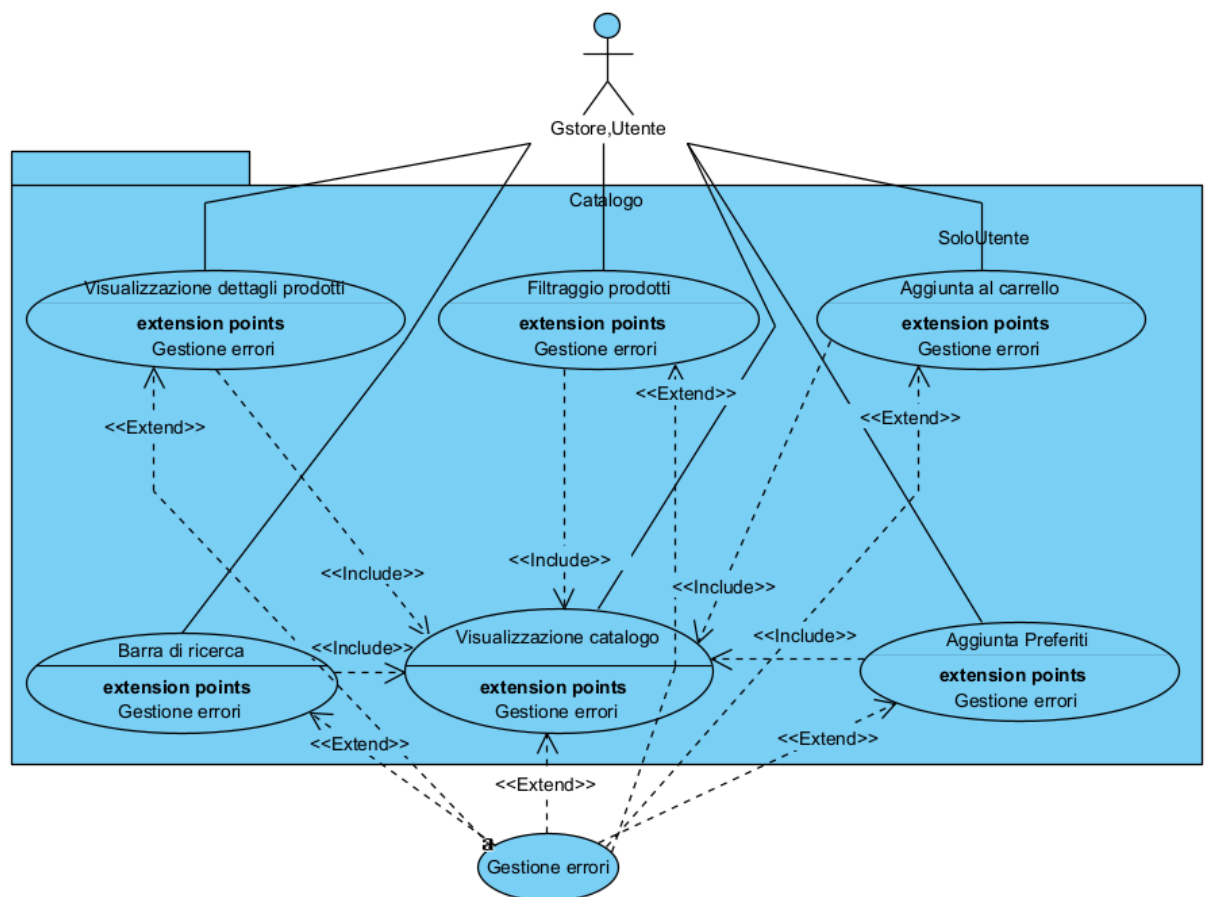 Gstore,Utente
Catalogo
SoloUtente
Visualizzazione dettagli prodotti
extension points
Gestione errori
Filtraggio prodotti
extension points
Gestione errori
Aggiunta al carrello
extension points
Gestione errori
<<Extend>>
<<Extend>>
<<Extend>>
<<Include>>
<<Include>>
<<Include>>
Barra di ricerca
extension points
Gestione errori
<<Include>>
Visualizzazione catalogo
extension points
Gestione errori
<<Include>>
Aggiunta Preferiti
extension points
Gestione errori
<<Extend>>
<<Extend>>
<<Extend>>
a
Gestione errori